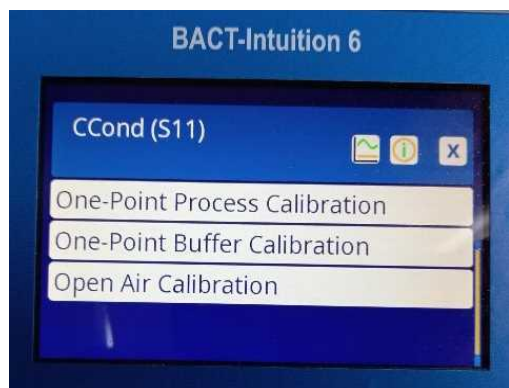 BACT-Intuition 6
CCond (S11)
i
X
One-Point Process Calibration
One-Point Buffer Calibration
Open Air Calibration